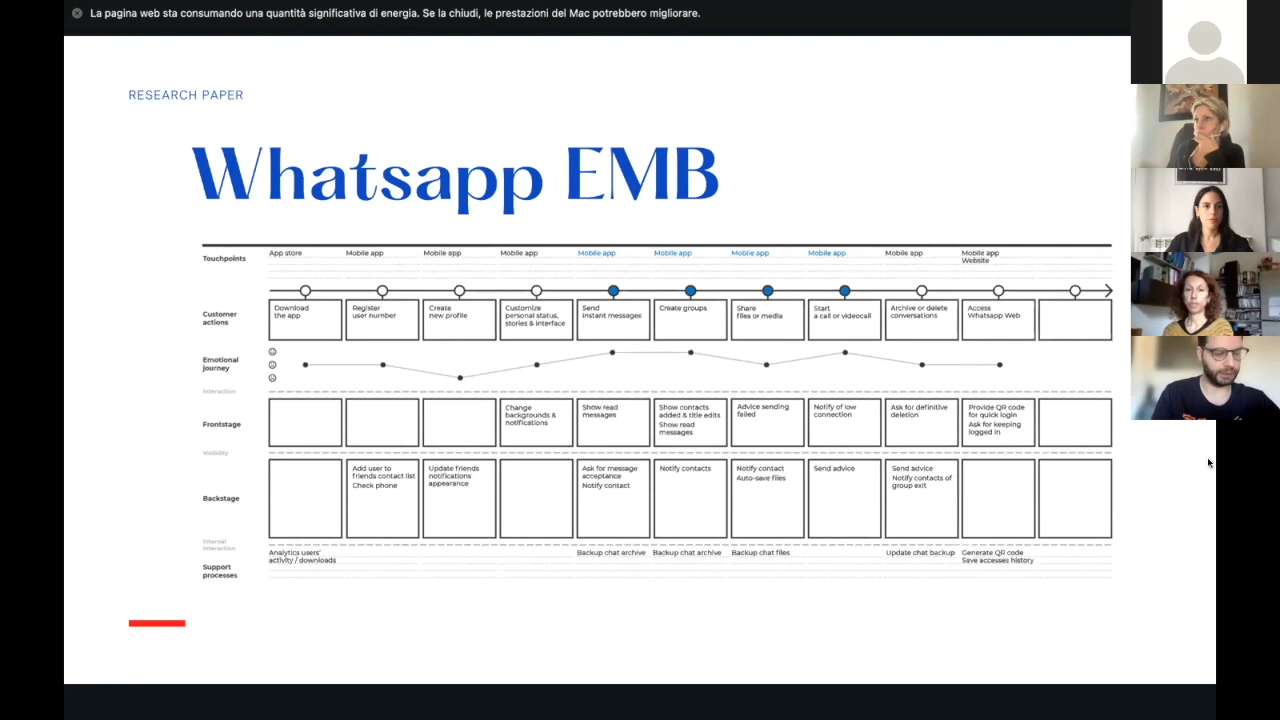 La pagina web sta consumando una quantità significativa di energia. Se la chiudi, le prestazioni del Mac potrebbero migliorare.
RESEARCH PAPER
Whatsapp EMB
Touchpoints
App store
Mobile app
Mobile app
Mobile app
Mobile app
Mobile app
Mobile app
Mobile app
Mobile app
Mobile app
Website
Customer
actions
Download
the app
Register
user number
Create
new profile
Customize
personal status,
stories & interface
Send
instant messages
Create groups
Share
files or media
Start
a call or videocall
Archive or delete
conversations
Access
Whatsapp Web
Emotional
journey
Interaction
Frontstage
Change
backgrounds &
notifications
Show read
messages
Show contacts
added & title edits
Show read
messages
Advice sending
failed
Notify of low
connection
Ask for definitive
deletion
Provide QR code
for quick login
Ask for keeping
logged in
Visibility
Backstage
Add user to
friends contact list
Check phone
Update friends
notifications
appearance
Ask for message
acceptance
Notify contact
Notify contacts
Notify contact
Auto-save files
Send advice
Send advice
Notify contacts of
group exit
Internal
interaction
Support
processes
Analytics users'
activity / downloads
Backup chat archive
Backup chat archive
Backup chat files
Update chat backup
Generate QR code
Save accesses history